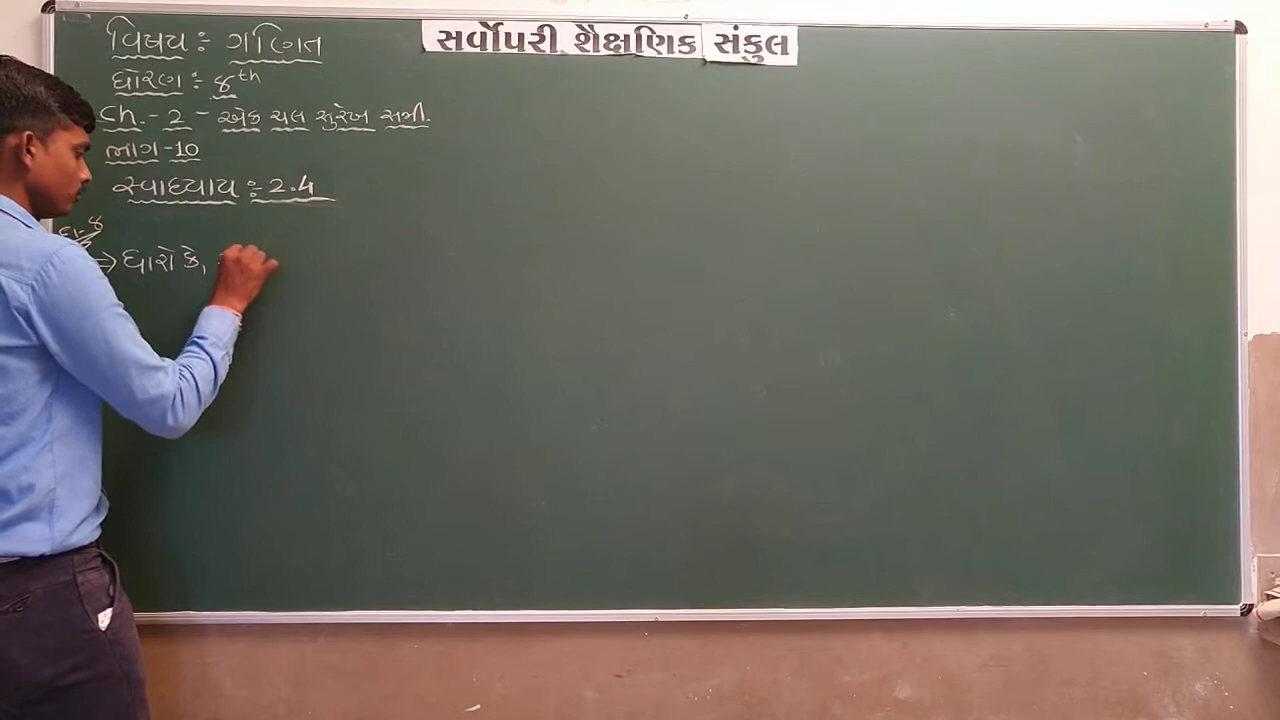 સર્વોપરી શૈક્ષણિક સંકુલ
વિષય ઃ ગણિત
ધોરણ ઃ 8th
Ch. - 2 - એક ચલ સુરેખ સમી.
ભાગ - 10
સ્વાધ્યાય ઃ 2.4
⇒ ધારો કે,